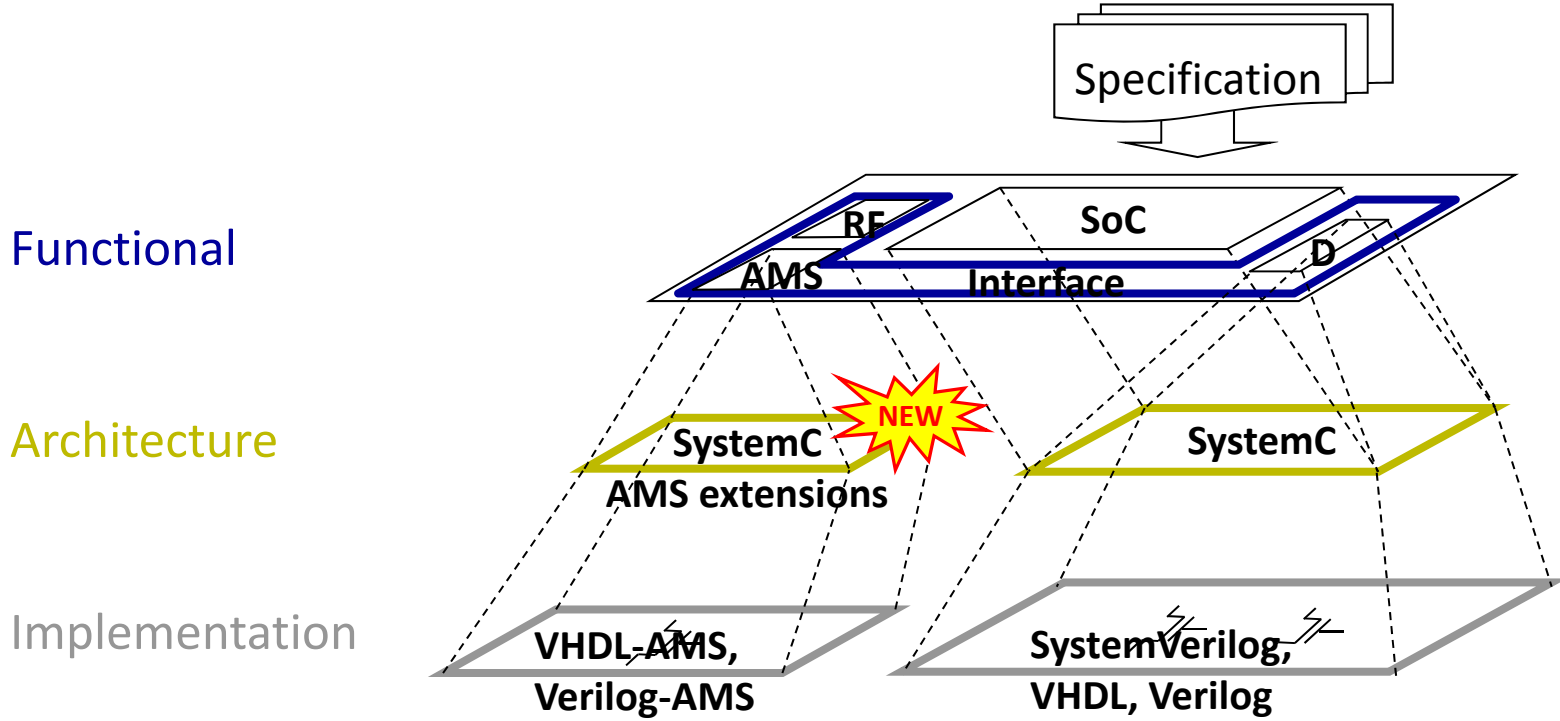 Specification
Functional
RF
SoC
D
AMS
Interface
Architecture
NEW
SystemC
AMS extensions
SystemC
Implementation
VHDL-AMS,
Verilog-AMS
SystemVerilog,
VHDL, Verilog